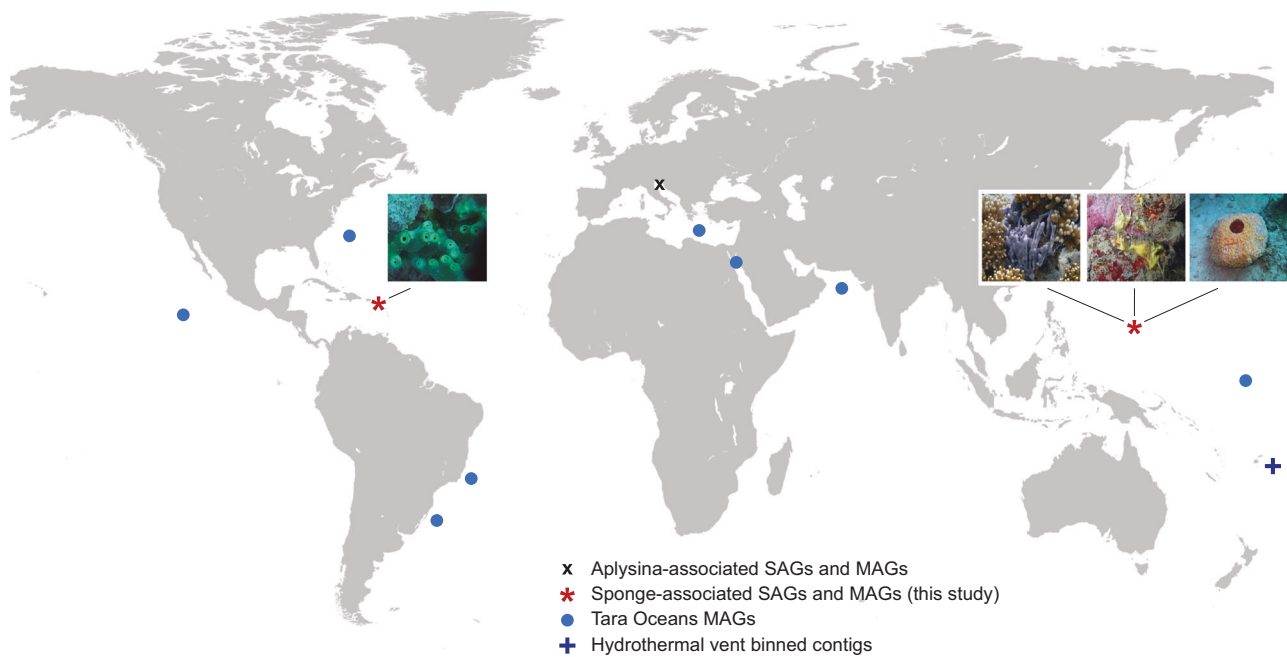 x Aplysina-associated SAGs and MAGs
* Sponge-associated SAGs and MAGs (this study)
Tara Oceans MAGs
+ Hydrothermal vent binned contigs